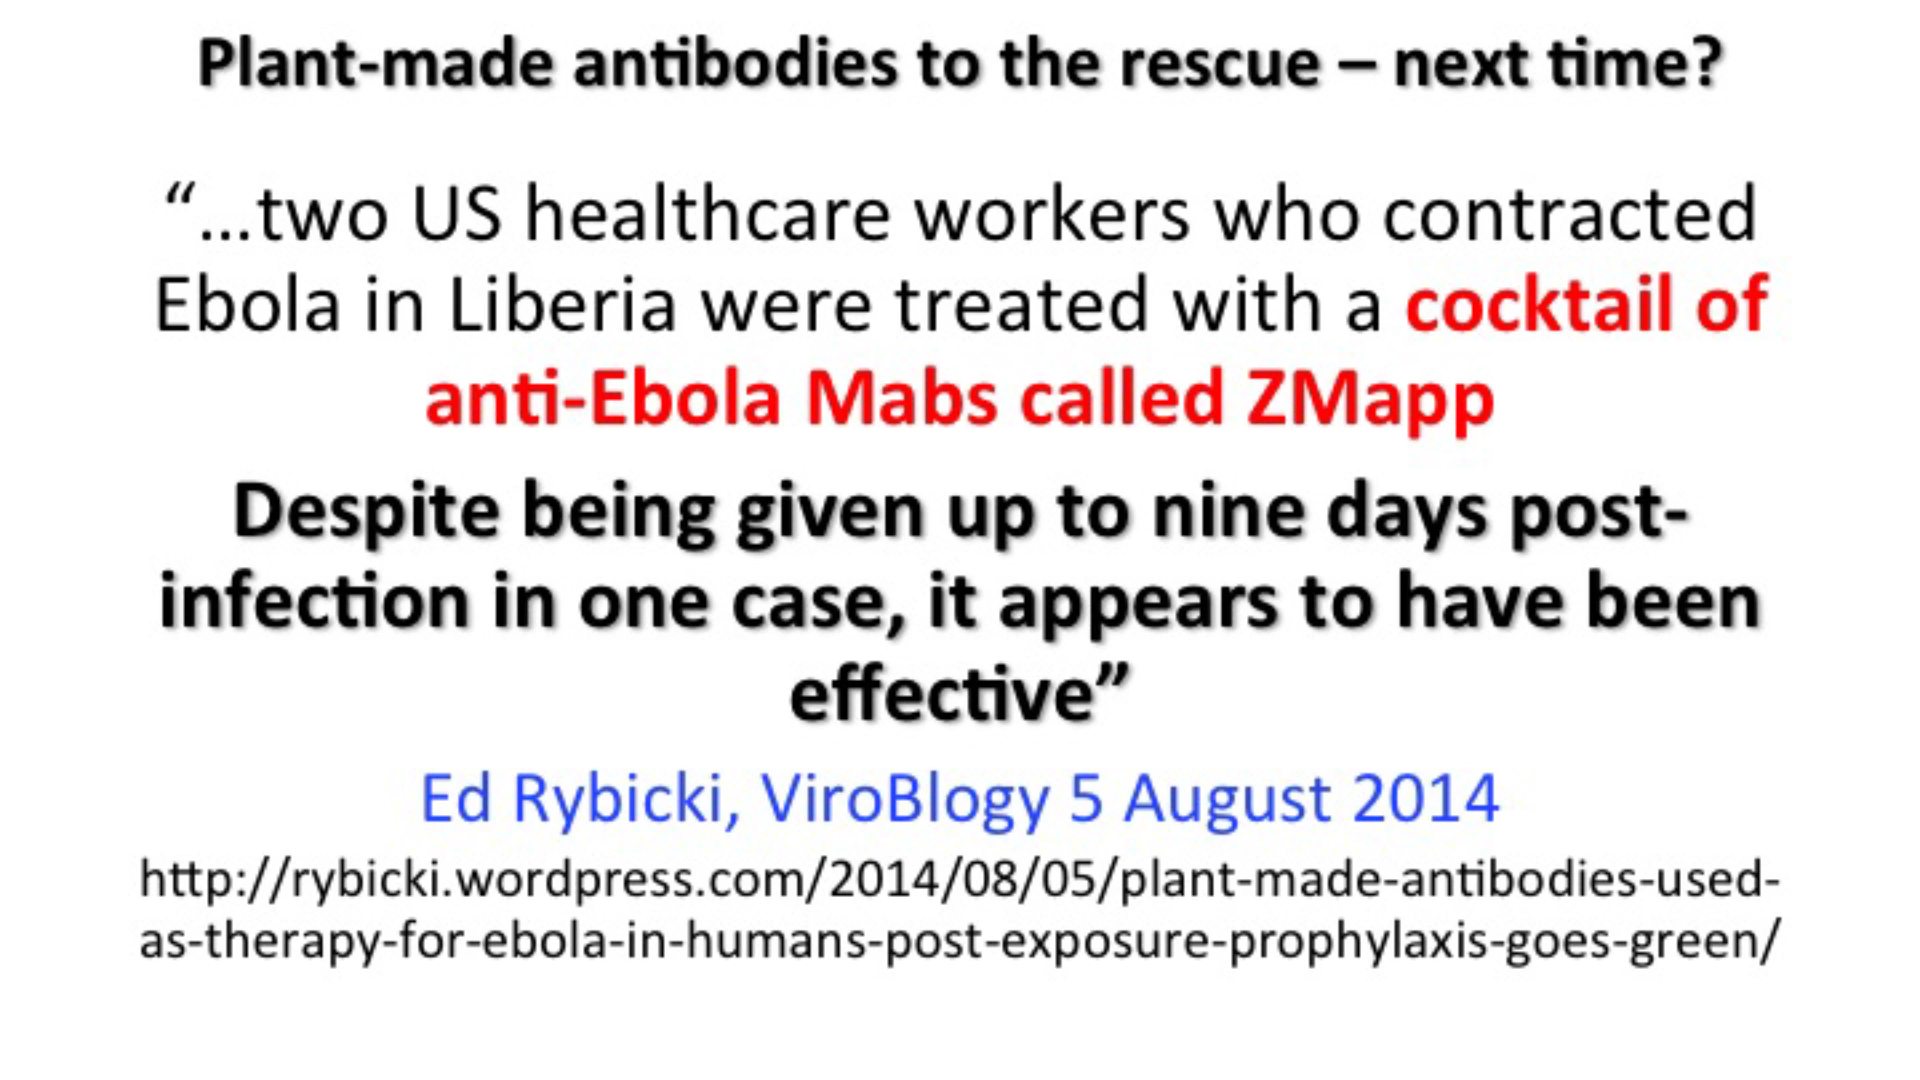 Plant-made antibodies to the rescue – next time?
“…two US healthcare workers who contracted
Ebola in Liberia were treated with a cocktail of
anti-Ebola Mabs called ZMapp
Despite being given up to nine days post-
infection in one case, it appears to have been
effective”
Ed Rybicki, ViroBlogy 5 August 2014
http://rybicki.wordpress.com/2014/08/05/plant-made-antibodies-used-
as-therapy-for-ebola-in-humans-post-exposure-prophylaxis-goes-green/